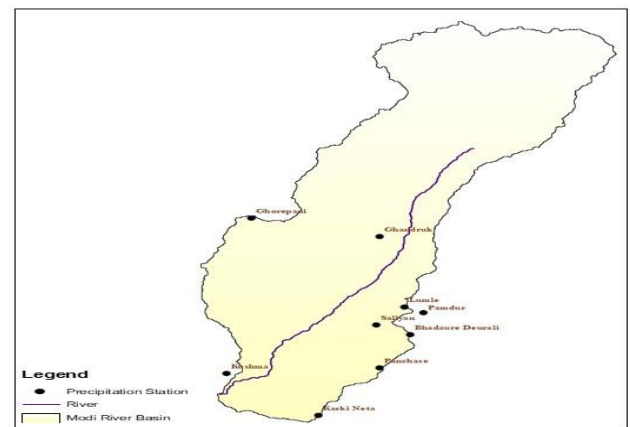 Ghorepani
Ghandruk
Lumle
Pamdur
Sallyan
Bhadaure Deurali
Kushma
Panchase
Karki Neta
Legend
Precipitation Station
River
Modi River Basin